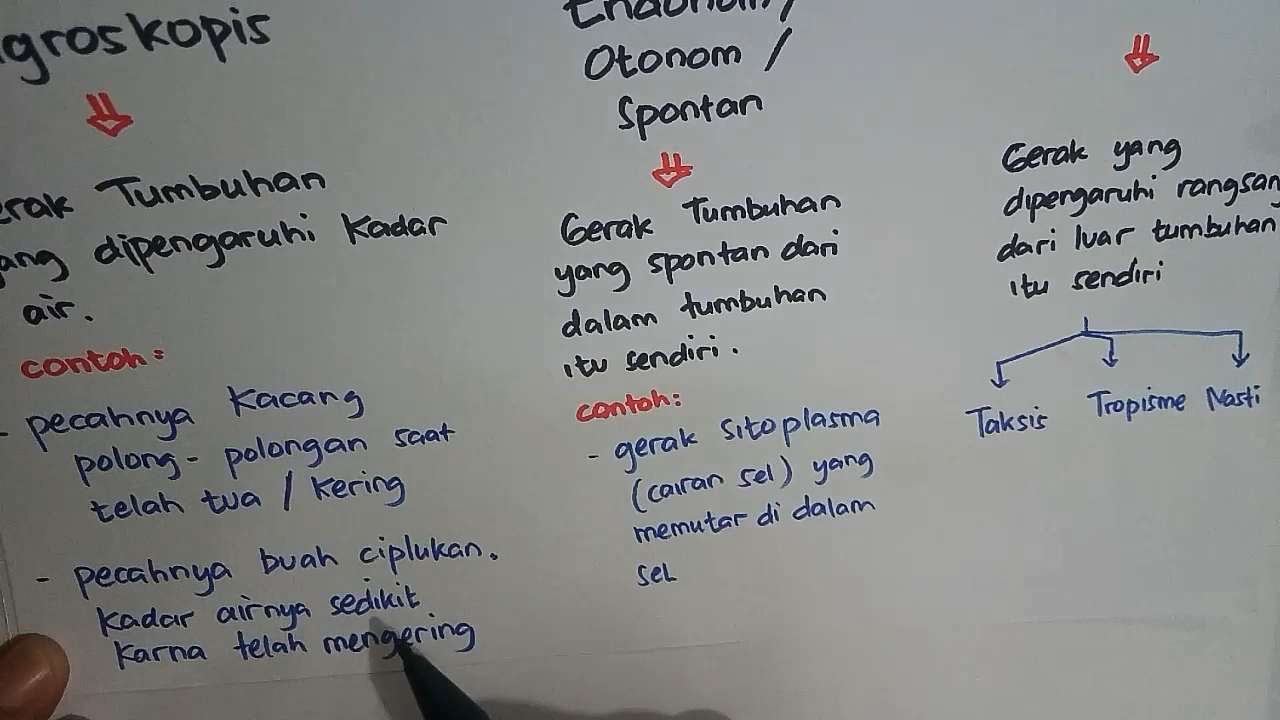 groskopis
Tumbuhan
dipengaruhi Kadar
air.
contoh:
- pecahnya kacang
polong-polongan saat
telah tua / kering
- pecahnya buah ciplukan.
kadar airnya sedikit
karna telah mengering
Otonom /
Spontan
Gerak Tumbuhan
yang spontan dari
dalam tumbuhan
itu sendiri.
contoh:
- gerak sitoplasma
(cairan sel) yang
memutar di dalam
sel
Gerak yang
dipengaruhi rangsan
dari luar tumbuhan
itu sendiri
Taksis Tropisme Nasti